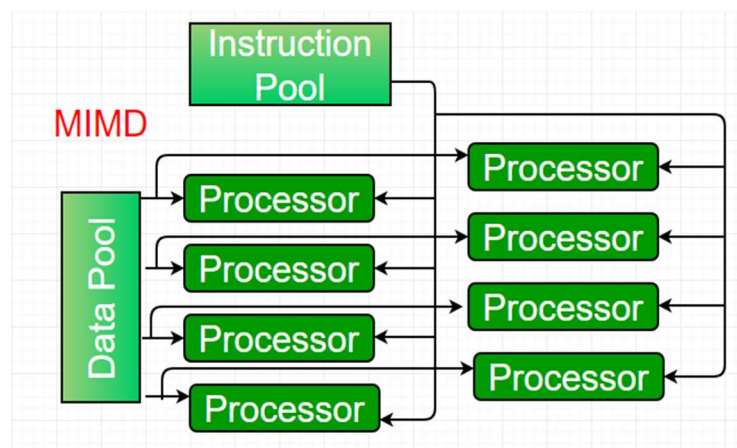 Instruction
Pool
MIMD
Processor
Processor
Processor
Processor
Data Pool
Processor
Processor
Processor
Processor